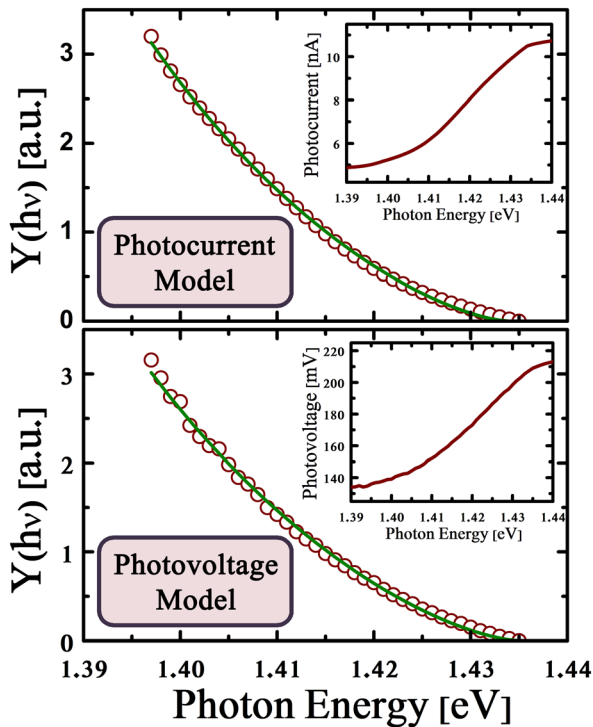 3
2
1
0
Y(hν) [a.u.]
Photocurrent
Model
10
8
6
Photocurrent [nA]
1.39 1.40 1.41 1.42 1.43 1.44
Photon Energy [eV]
3
2
1
0
Y(hν) [a.u.]
Photovoltage
Model
220
200
180
160
140
Photovoltage [mV]
1.39 1.40 1.41 1.42 1.43 1.44
Photon Energy [eV]
1.39 1.40 1.41 1.42 1.43 1.44
Photon Energy [eV]